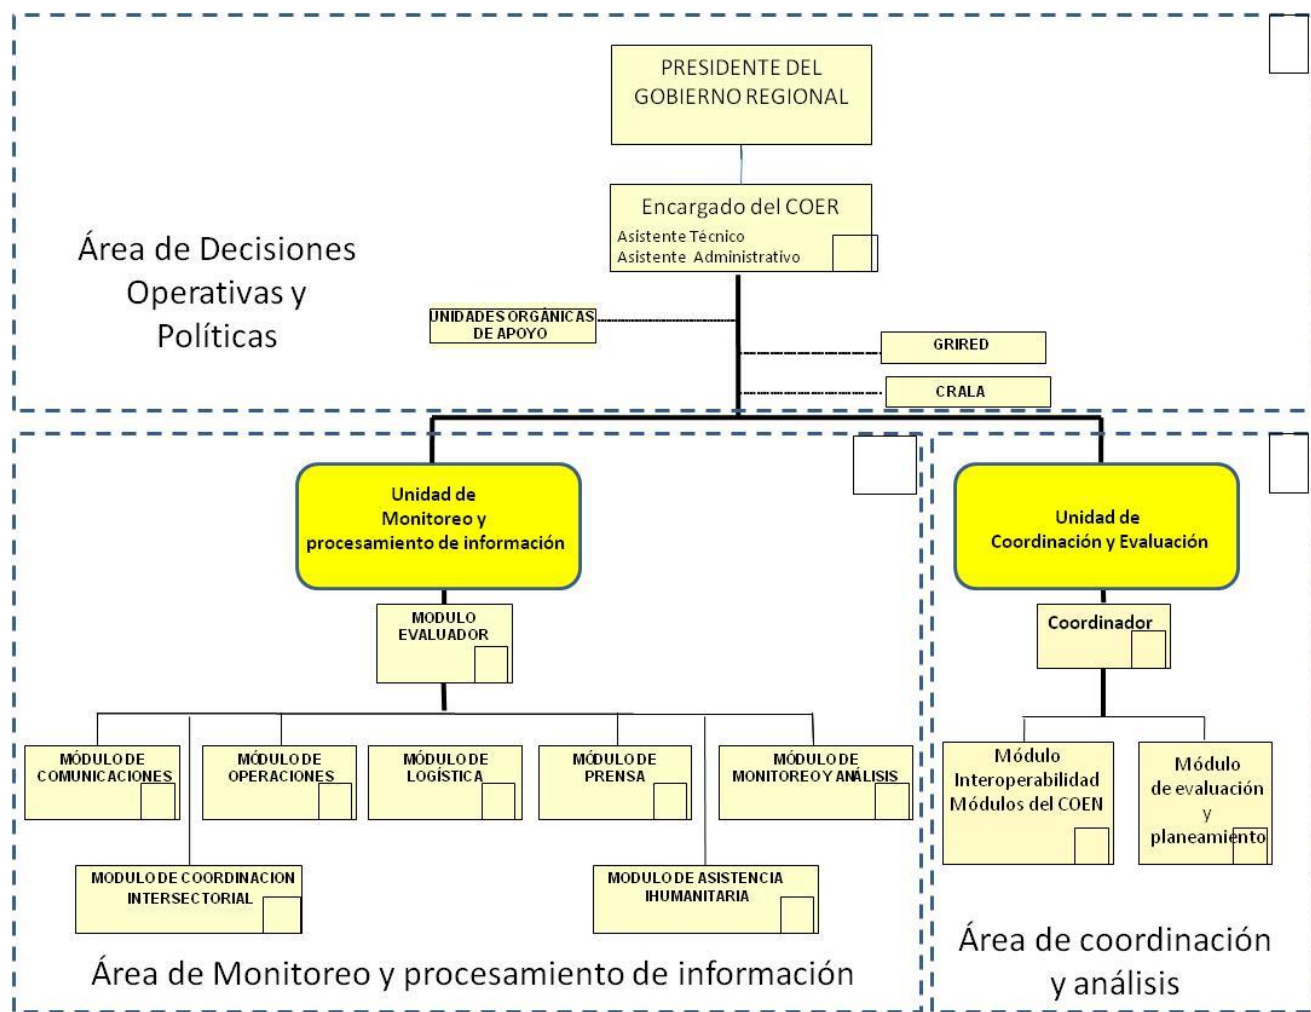 PRESIDENTE DEL
GOBIERNO REGIONAL
Encargado del COER
Asistente Técnico
Asistente Administrativo
Área de Decisiones
Operativas y
Políticas
UNIDADES ORGÁNICAS
DE APOYO
GRIRED
CRALA
Unidad de
Monitoreo y
procesamiento de información
Unidad de
Coordinación y Evaluación
MODULO
EVALUADOR
Coordinador
MÓDULO DE
COMUNICACIONES
MÓDULO DE
OPERACIONES
MÓDULO DE
LOGÍSTICA
MÓDULO DE
PRENSA
MÓDULO DE
MONITOREO Y ANÁLISIS
Módulo
Interoperabilidad
Módulos del COEN
Módulo
de evaluación
y
planeamiento
MODULO DE COORDINACION
INTERSECTORIAL
MODULO DE ASISTENCIA
IHUMANITARIA
Área de Monitoreo y procesamiento de información
Área de coordinación
y análisis